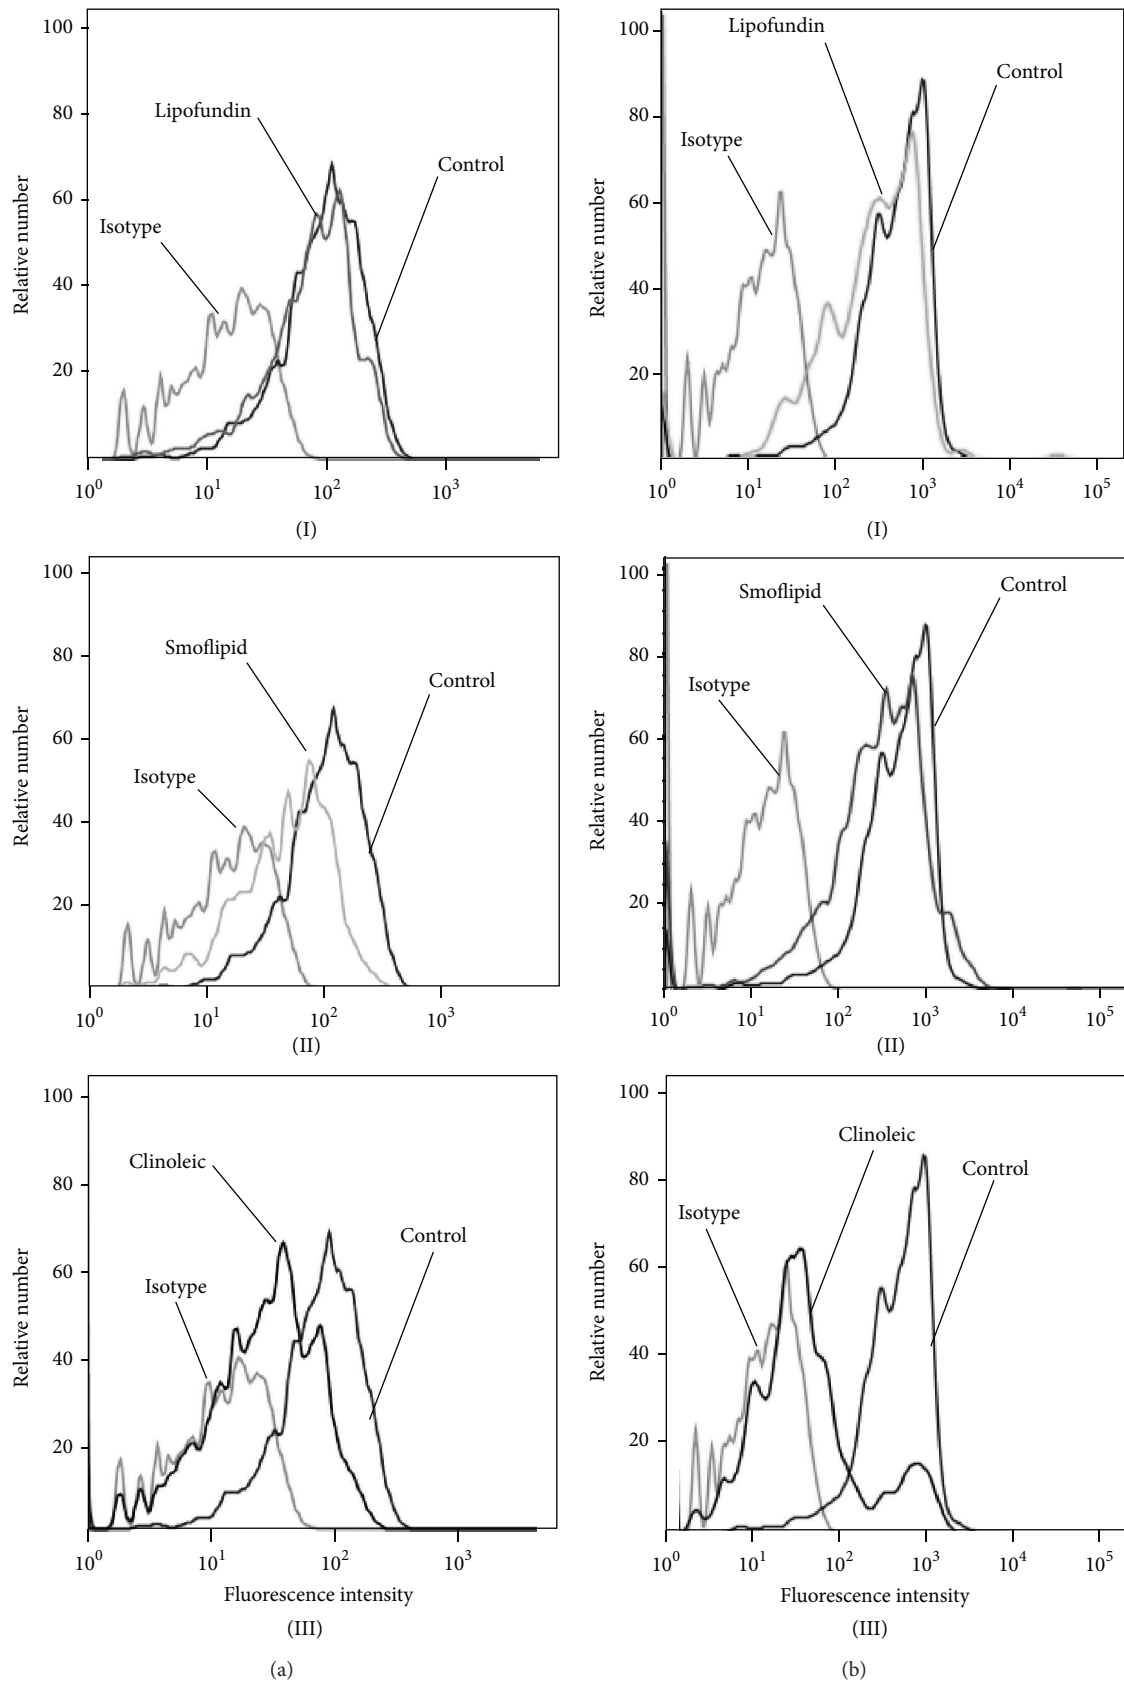 100
80
60
40
20
Relative number
Lipofundin
Control
Isotype
10⁰ 10¹ 10² 10³
(I)
100
80
60
40
20
Relative number
Lipofundin
Control
Isotype
10⁰ 10¹ 10² 10³ 10⁴ 10⁵
(I)
100
80
60
40
20
Relative number
Smoflipid
Control
Isotype
10⁰ 10¹ 10² 10³
(II)
100
80
60
40
20
Relative number
Smoflipid
Control
Isotype
10⁰ 10¹ 10² 10³ 10⁴ 10⁵
(II)
100
80
60
40
20
Relative number
Clinoleic
Control
Isotype
10⁰ 10¹ 10² 10³
Fluorescence intensity
(III)
(a)
100
80
60
40
20
Relative number
Clinoleic
Control
Isotype
10⁰ 10¹ 10² 10³ 10⁴ 10⁵
Fluorescence intensity
(III)
(b)